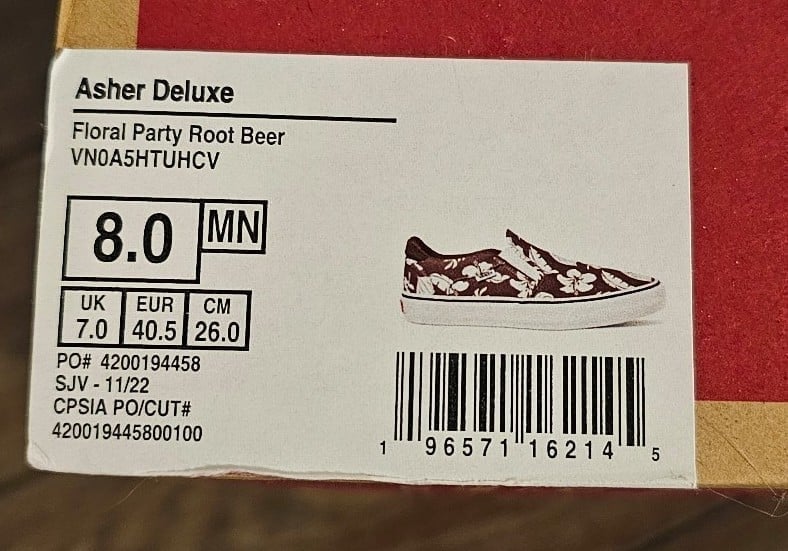 Asher Deluxe
Floral Party Root Beer
VN0A5HTUHCV
8.0 MN
UK EUR CM
7.0 40.5 26.0
PO# 4200194458
SJV - 11/22
CPSIA PO/CUT#
420019445800100
1 96571 16214 5